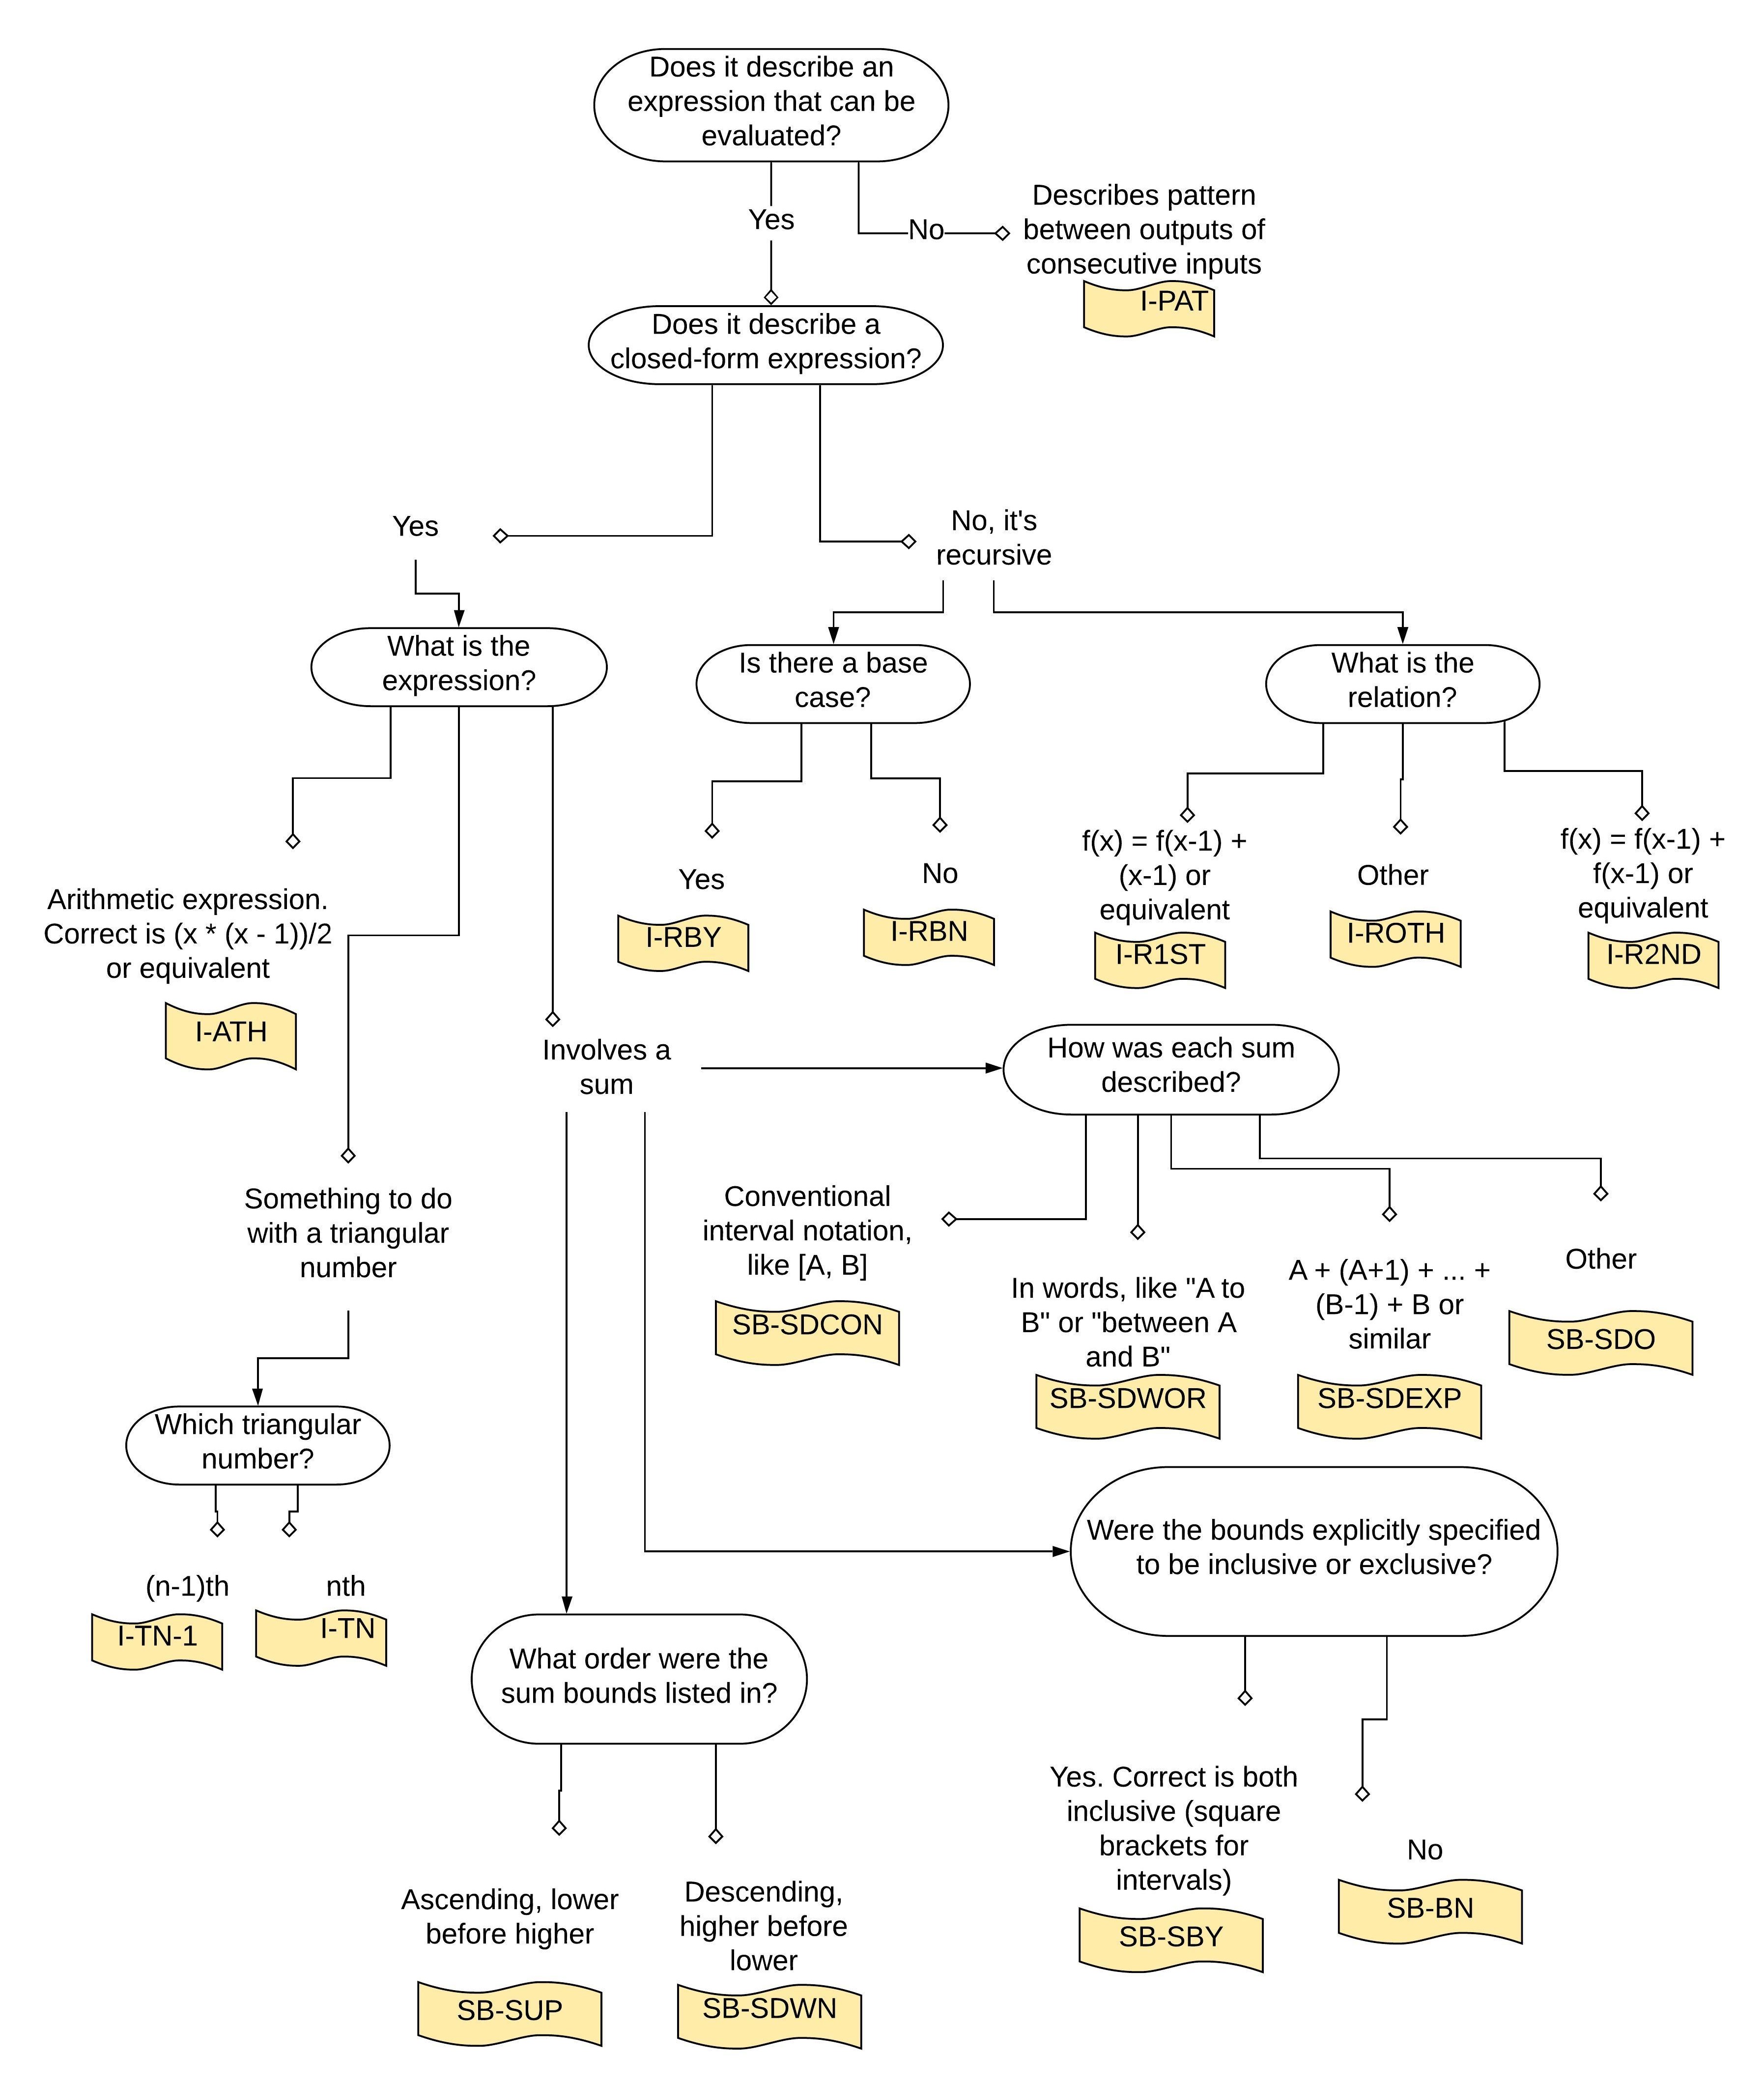 Does it describe an
expression that can be
evaluated?
Yes
No
Describes pattern
between outputs of
consecutive inputs
I-PAT
Does it describe a
closed-form expression?
Yes
No, it's
recursive
What is the
expression?
Is there a base
case?
What is the
relation?
Arithmetic expression.
Correct is (x * (x - 1))/2
or equivalent
I-ATH
Yes
I-RBY
No
I-RBN
f(x) = f(x-1) +
(x-1) or
equivalent
I-R1ST
Other
I-ROTH
f(x) = f(x-1) +
f(x-1) or
equivalent
I-R2ND
Involves a
sum
How was each sum
described?
Something to do
with a triangular
number
Conventional
interval notation,
like [A, B]
SB-SDCON
In words, like "A to
B" or "between A
and B"
SB-SDWOR
A + (A+1) + ... +
(B-1) + B or
similar
SB-SDEXP
Other
SB-SDO
Which triangular
number?
(n-1)th
I-TN-1
nth
I-TN
Were the bounds explicitly specified
to be inclusive or exclusive?
What order were the
sum bounds listed in?
Yes. Correct is both
inclusive (square
brackets for
intervals)
SB-SBY
No
SB-BN
Ascending, lower
before higher
SB-SUP
Descending,
higher before
lower
SB-SDWN